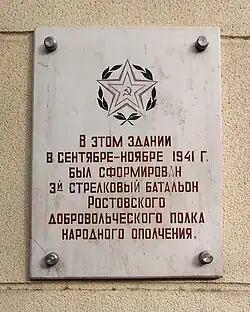 В ЭТОМ ЗДАНИИ
В СЕНТЯБРЕ-НОЯБРЕ 1941 Г.
БЫЛ СФОРМИРОВАН
3Й СТРЕЛКОВЫЙ БАТАЛЬОН
РОСТОВСКОГО
ДОБРОВОЛЬЧЕСКОГО ПОЛКА
НАРОДНОГО ОПОЛЧЕНИЯ.